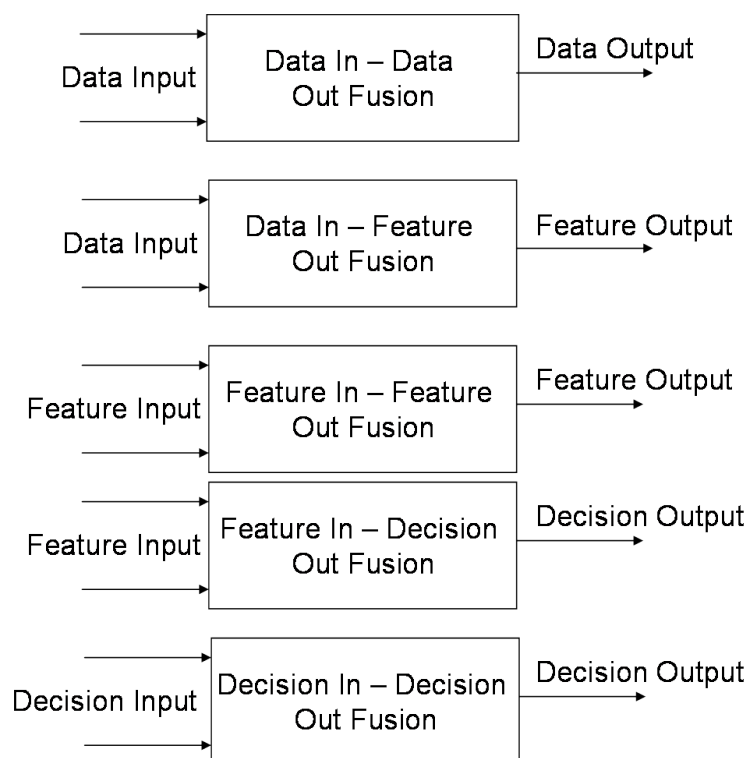 Data Input
Data In – Data
Out Fusion
Data Output
Data Input
Data In – Feature
Out Fusion
Feature Output
Feature Input
Feature In – Feature
Out Fusion
Feature Output
Feature Input
Feature In – Decision
Out Fusion
Decision Output
Decision Input
Decision In – Decision
Out Fusion
Decision Output